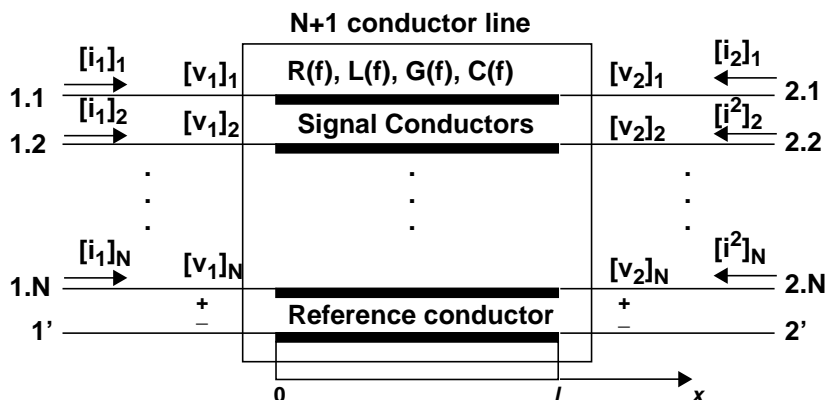 N+1 conductor line
[i₁]₁ [v₁]₁ R(f), L(f), G(f), C(f) [v₂]₁ [i₂]₁
1.1 2.1
[i₁]₂ [v₁]₂ Signal Conductors [v₂]₂ [i²]₂
1.2 2.2
. . .
. . .
. . .
[i₁]N [v₁]N [v₂]N [i²]N
1.N 2.N
+ +
– –
1’ Reference conductor 2’
0 l x